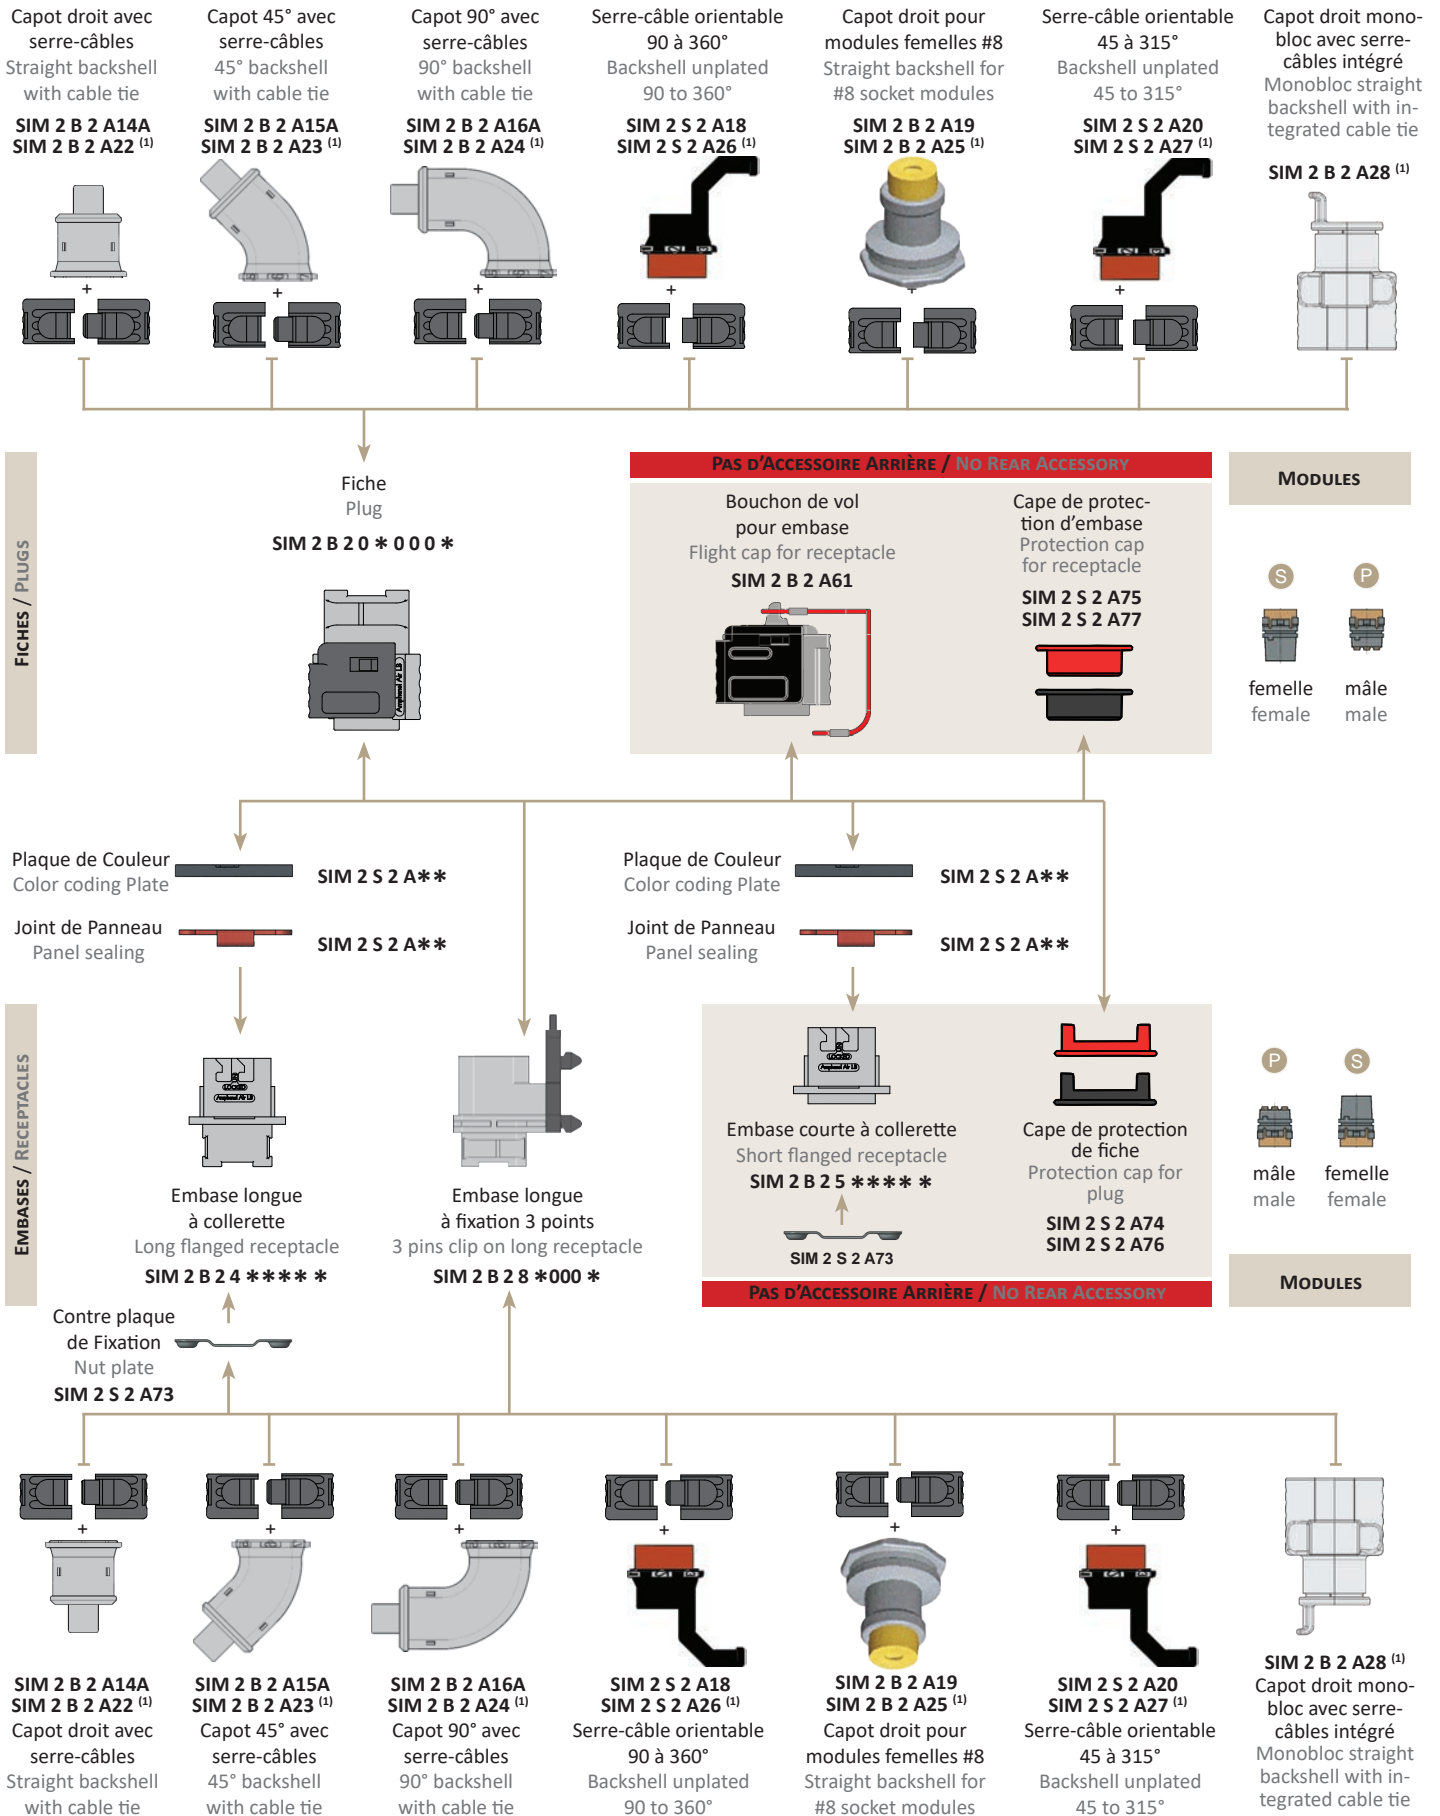 Capot droit avec
serre-câbles
Straight backshell
with cable tie
SIM 2 B 2 A14A
SIM 2 B 2 A22 (1)
+
Capot 45° avec
serre-câbles
45° backshell
with cable tie
SIM 2 B 2 A15A
SIM 2 B 2 A23 (1)
+
Capot 90° avec
serre-câbles
90° backshell
with cable tie
SIM 2 B 2 A16A
SIM 2 B 2 A24 (1)
+
Serre-câble orientable
90 à 360°
Backshell unplated
90 to 360°
SIM 2 S 2 A18
SIM 2 S 2 A26 (1)
+
Capot droit pour
modules femelles #8
Straight backshell for
#8 socket modules
SIM 2 B 2 A19
SIM 2 B 2 A25 (1)
+
Serre-câble orientable
45 à 315°
Backshell unplated
45 to 315°
SIM 2 S 2 A20
SIM 2 S 2 A27 (1)
+
Capot droit mono-
bloc avec serre-
câbles intégré
Monobloc straight
backshell with in-
tegrated cable tie
SIM 2 B 2 A28 (1)
FICHES / PLUGS
Fiche
Plug
SIM 2 B 2 0 * 0 0 0 *
Amphenol Air LB
PAS D'ACCESSOIRE ARRIÈRE / NO REAR ACCESSORY
Bouchon de vol
pour embase
Flight cap for receptacle
SIM 2 B 2 A61
Cape de protec-
tion d'embase
Protection cap
for receptacle
SIM 2 S 2 A75
SIM 2 S 2 A77
MODULES
S
femelle
female
P
mâle
male
Plaque de Couleur
Color coding Plate
SIM 2 S 2 A**
Joint de Panneau
Panel sealing
SIM 2 S 2 A**
Plaque de Couleur
Color coding Plate
SIM 2 S 2 A**
Joint de Panneau
Panel sealing
SIM 2 S 2 A**
EMBASES / RECEPTACLES
LOCKED
Amphenol Air LB
Embase longue
à collerette
Long flanged receptacle
SIM 2 B 2 4 * * * * *
Embase longue
à fixation 3 points
3 pins clip on long receptacle
SIM 2 B 2 8 *000 *
LOCKED
Amphenol Air LB
Embase courte à collerette
Short flanged receptacle
SIM 2 B 2 5 * * * * *
SIM 2 S 2 A73
Cape de protection
de fiche
Protection cap for
plug
SIM 2 S 2 A74
SIM 2 S 2 A76
PAS D'ACCESSOIRE ARRIÈRE / NO REAR ACCESSORY
P
mâle
male
S
femelle
female
MODULES
Contre plaque
de Fixation
Nut plate
SIM 2 S 2 A73
+
SIM 2 B 2 A14A
SIM 2 B 2 A22 (1)
Capot droit avec
serre-câbles
Straight backshell
with cable tie
+
SIM 2 B 2 A15A
SIM 2 B 2 A23 (1)
Capot 45° avec
serre-câbles
45° backshell
with cable tie
+
SIM 2 B 2 A16A
SIM 2 B 2 A24 (1)
Capot 90° avec
serre-câbles
90° backshell
with cable tie
+
SIM 2 S 2 A18
SIM 2 S 2 A26 (1)
Serre-câble orientable
90 à 360°
Backshell unplated
90 to 360°
+
SIM 2 B 2 A19
SIM 2 B 2 A25 (1)
Capot droit pour
modules femelles #8
Straight backshell for
#8 socket modules
+
SIM 2 S 2 A20
SIM 2 S 2 A27 (1)
Serre-câble orientable
45 à 315°
Backshell unplated
45 to 315°
SIM 2 B 2 A28 (1)
Capot droit mono-
bloc avec serre-
câbles intégré
Monobloc straight
backshell with in-
tegrated cable tie